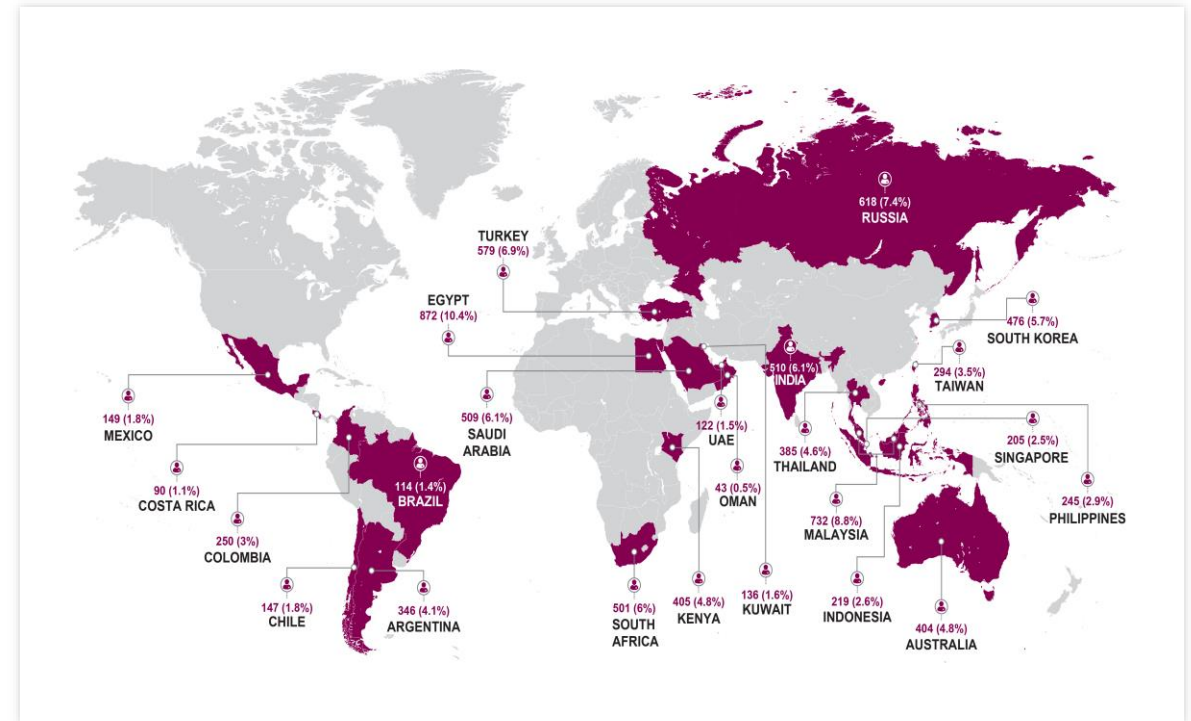 618 (7.4%)
RUSSIA
TURKEY
579 (6.9%)
EGYPT
872 (10.4%)
476 (5.7%)
SOUTH KOREA
510 (6.1%)
INDIA
294 (3.5%)
TAIWAN
149 (1.8%)
MEXICO
509 (6.1%)
SAUDI
ARABIA
122 (1.5%)
UAE
385 (4.6%)
THAILAND
205 (2.5%)
SINGAPORE
90 (1.1%)
COSTA RICA
114 (1.4%)
BRAZIL
43 (0.5%)
OMAN
245 (2.9%)
PHILIPPINES
732 (8.8%)
MALAYSIA
250 (3%)
COLOMBIA
147 (1.8%)
CHILE
346 (4.1%)
ARGENTINA
501 (6%)
SOUTH
AFRICA
405 (4.8%)
KENYA
136 (1.6%)
KUWAIT
219 (2.6%)
INDONESIA
404 (4.8%)
AUSTRALIA